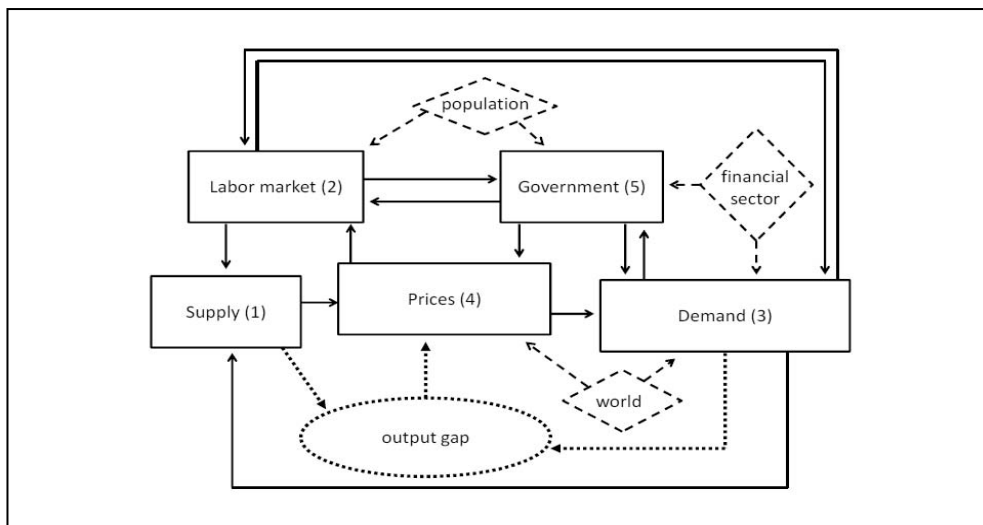 population
Labor market (2)
Government (5)
financial
sector
Supply (1)
Prices (4)
Demand (3)
world
output gap